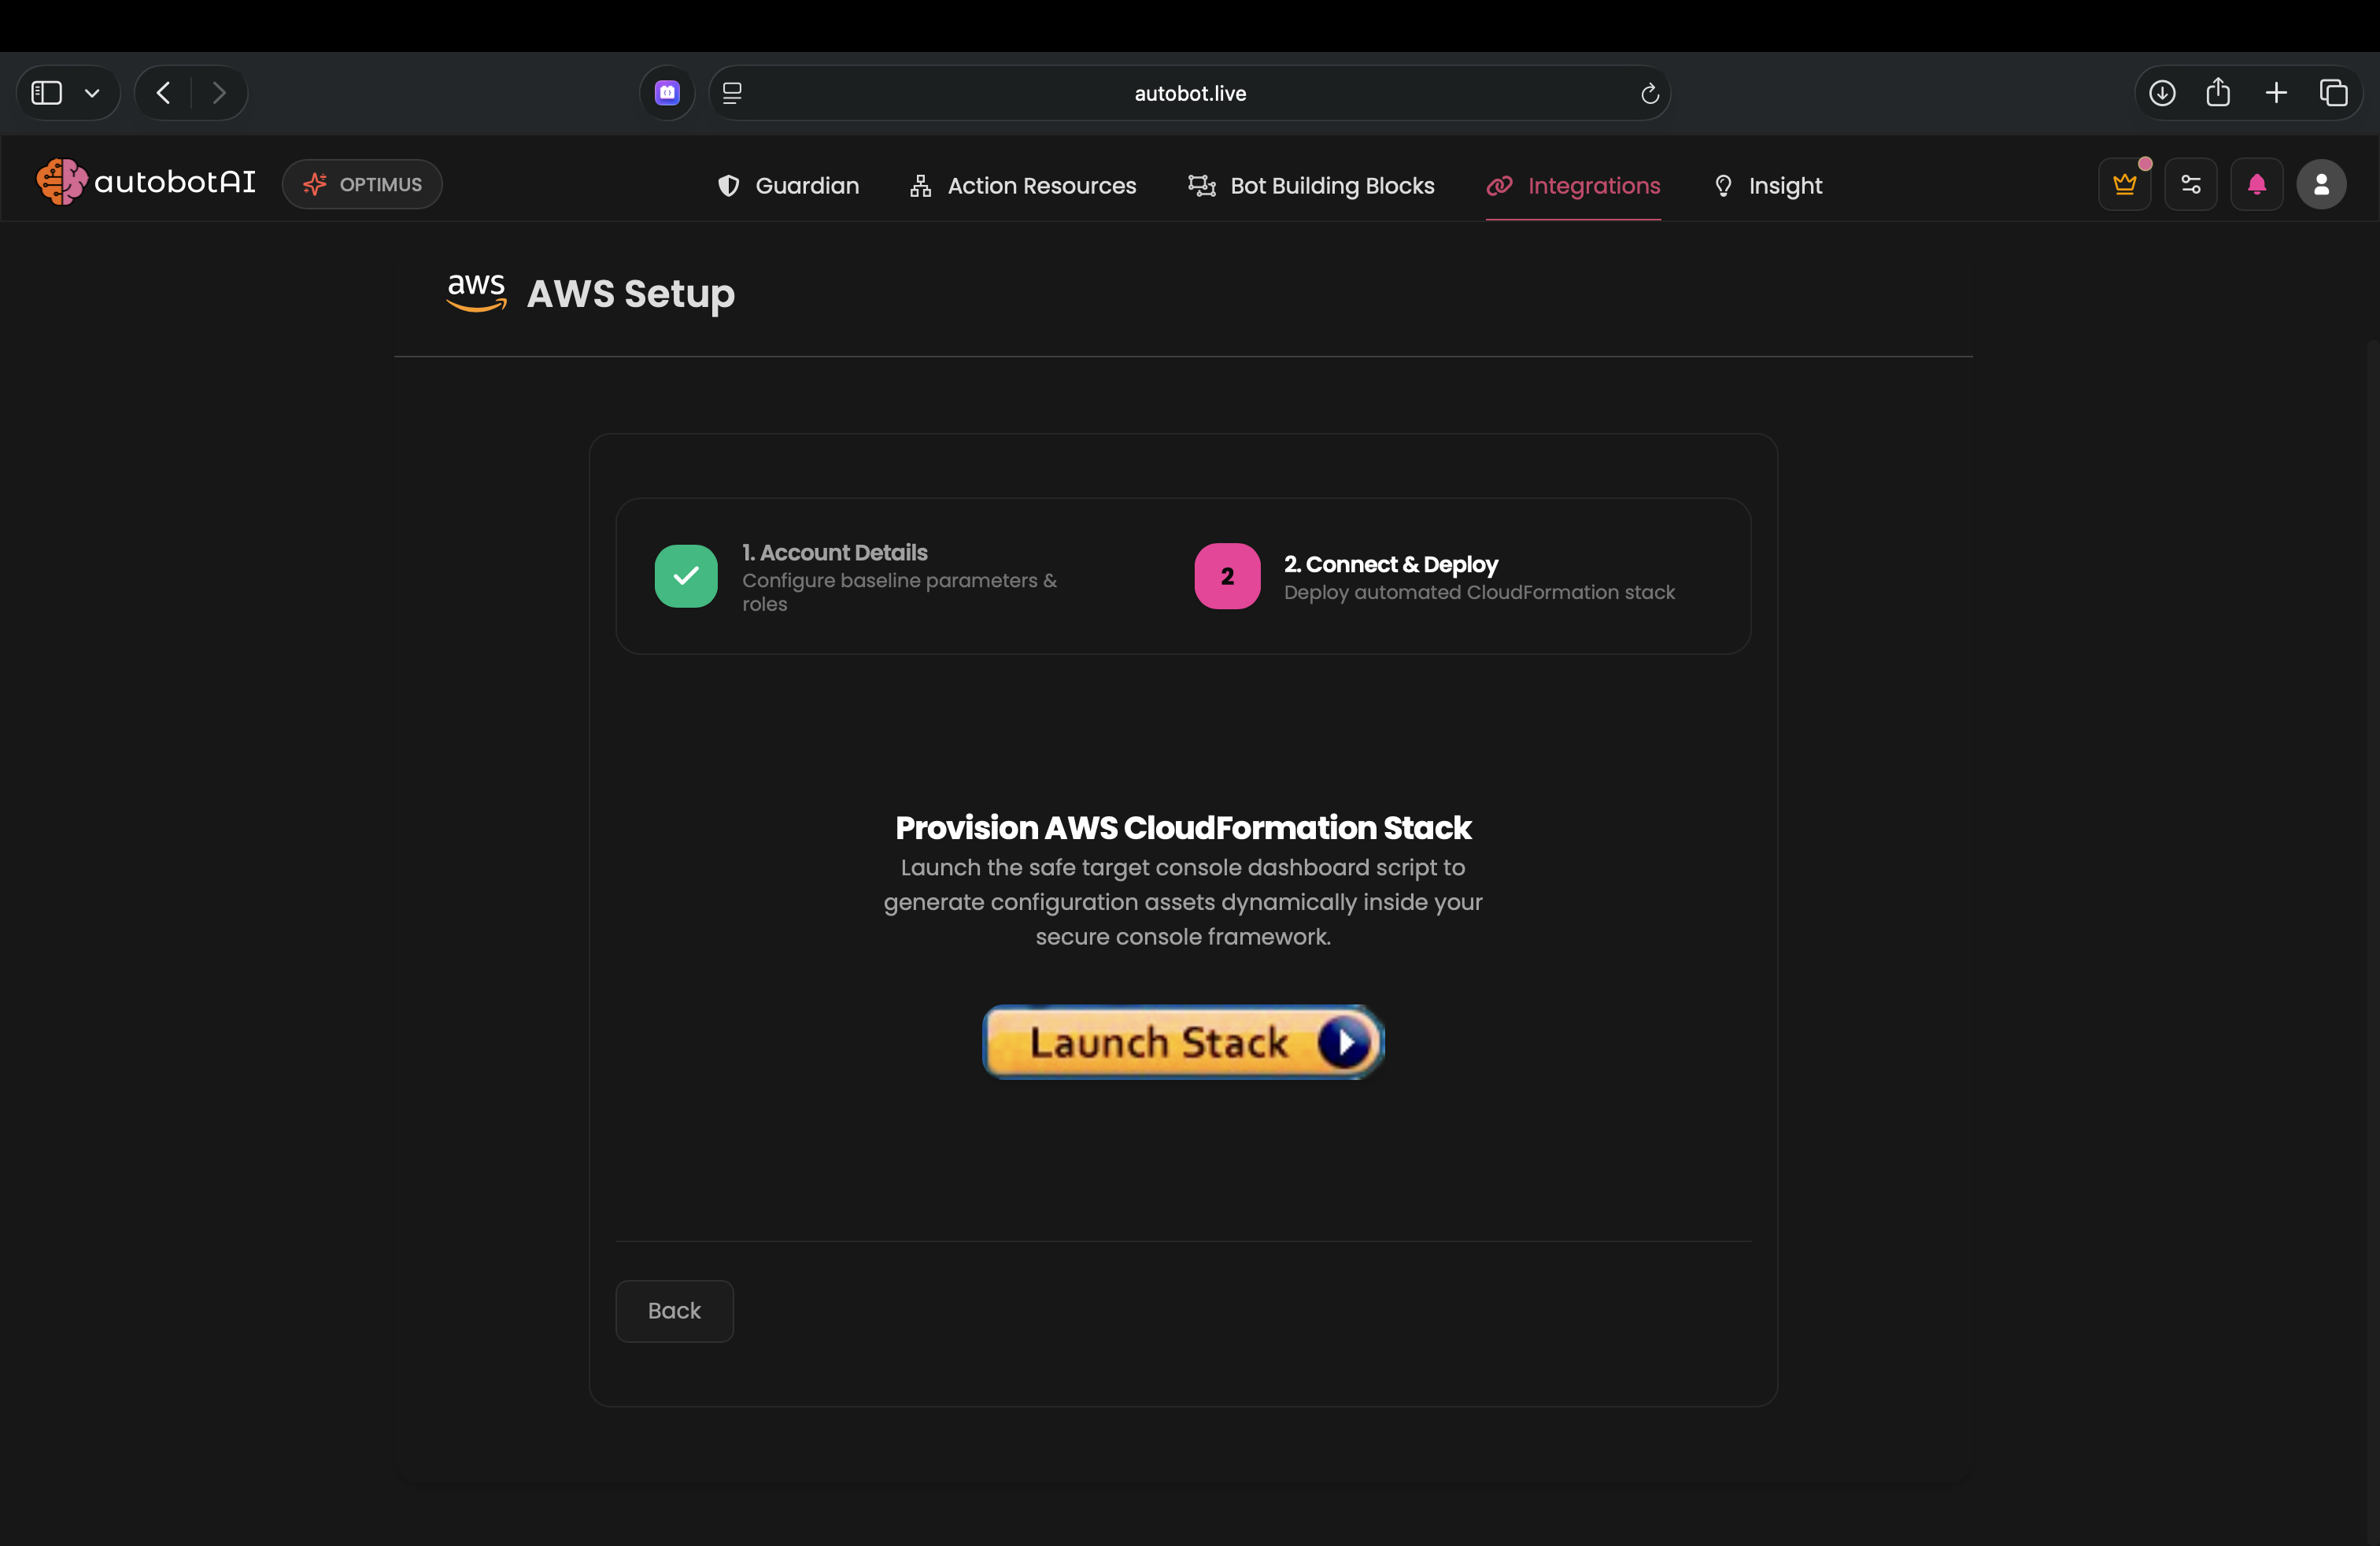 autobot.live
autobotAI
OPTIMUS
Guardian
Action Resources
Bot Building Blocks
Integrations
Insight
aws
AWS Setup
1. Account Details
Configure baseline parameters &
roles
2
2. Connect & Deploy
Deploy automated CloudFormation stack
Provision AWS CloudFormation Stack
Launch the safe target console dashboard script to
generate configuration assets dynamically inside your
secure console framework.
Launch Stack
Back